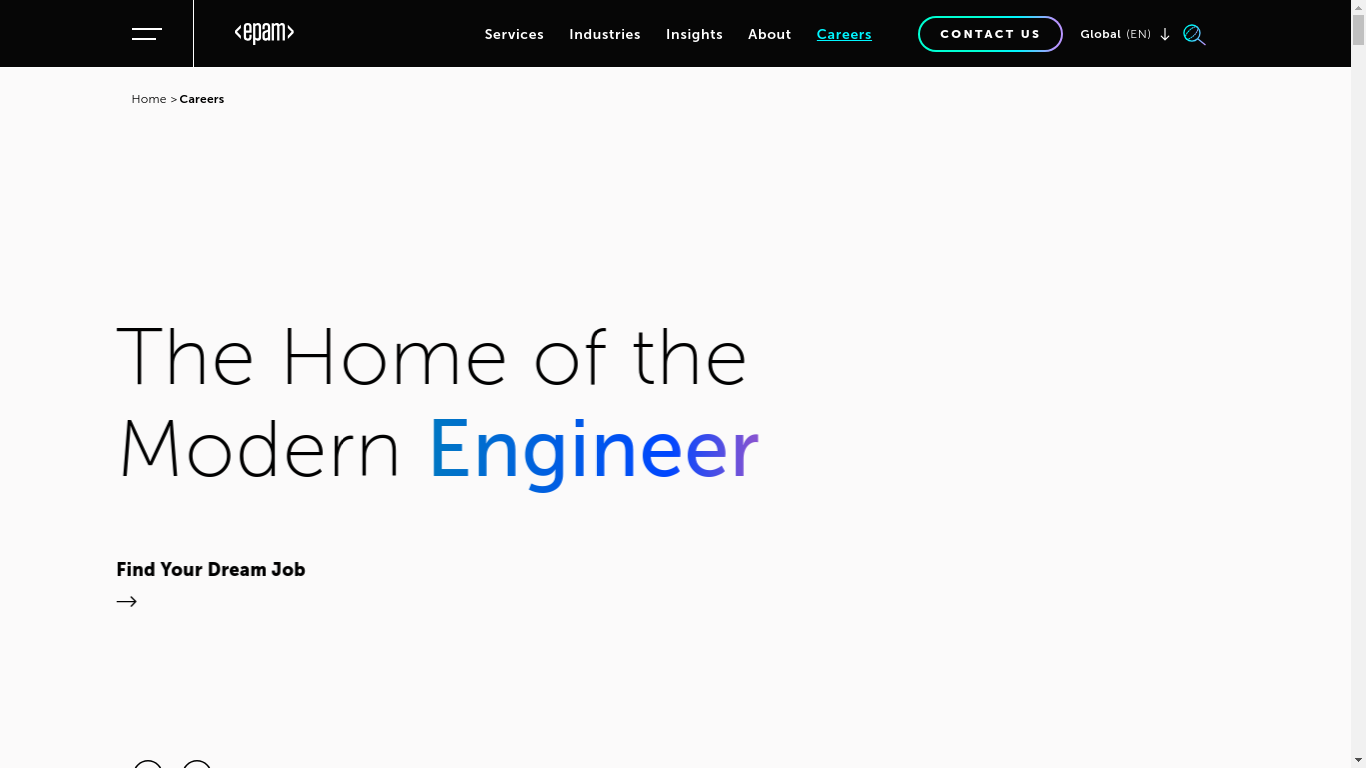 <epam>
Services
Industries
Insights
About
Careers
CONTACT US
Global (EN)
Home > Careers
The Home of the
Modern Engineer
Find Your Dream Job